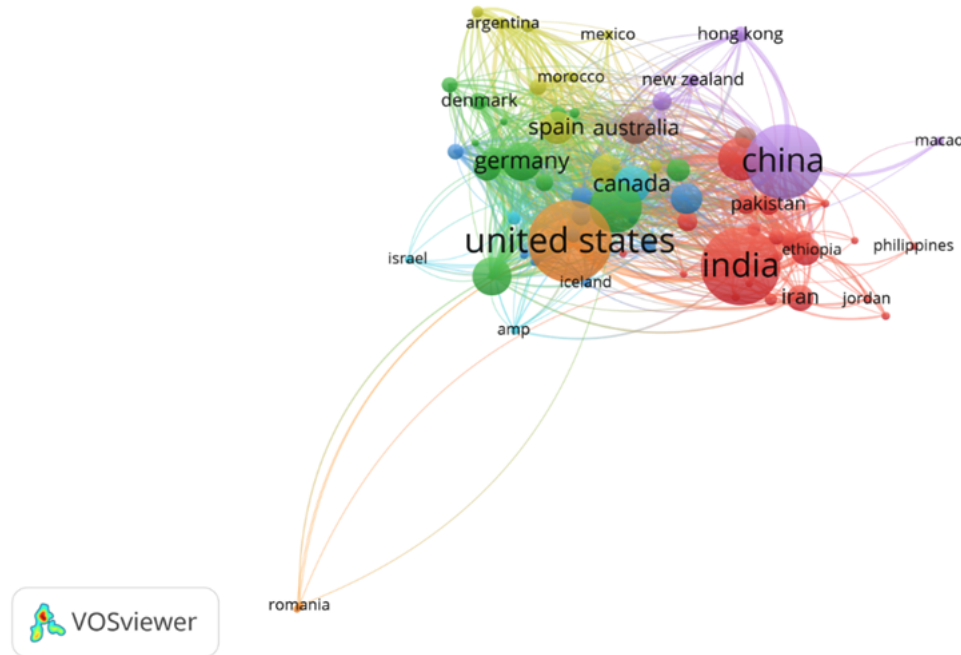 argentina
mexico
hong kong
morocco
new zealand
denmark
spain
australia
macao
germany
china
canada
pakistan
united states
ethiopia
philippines
israel
india
iceland
iran
jordan
amp
romania
VOSviewer